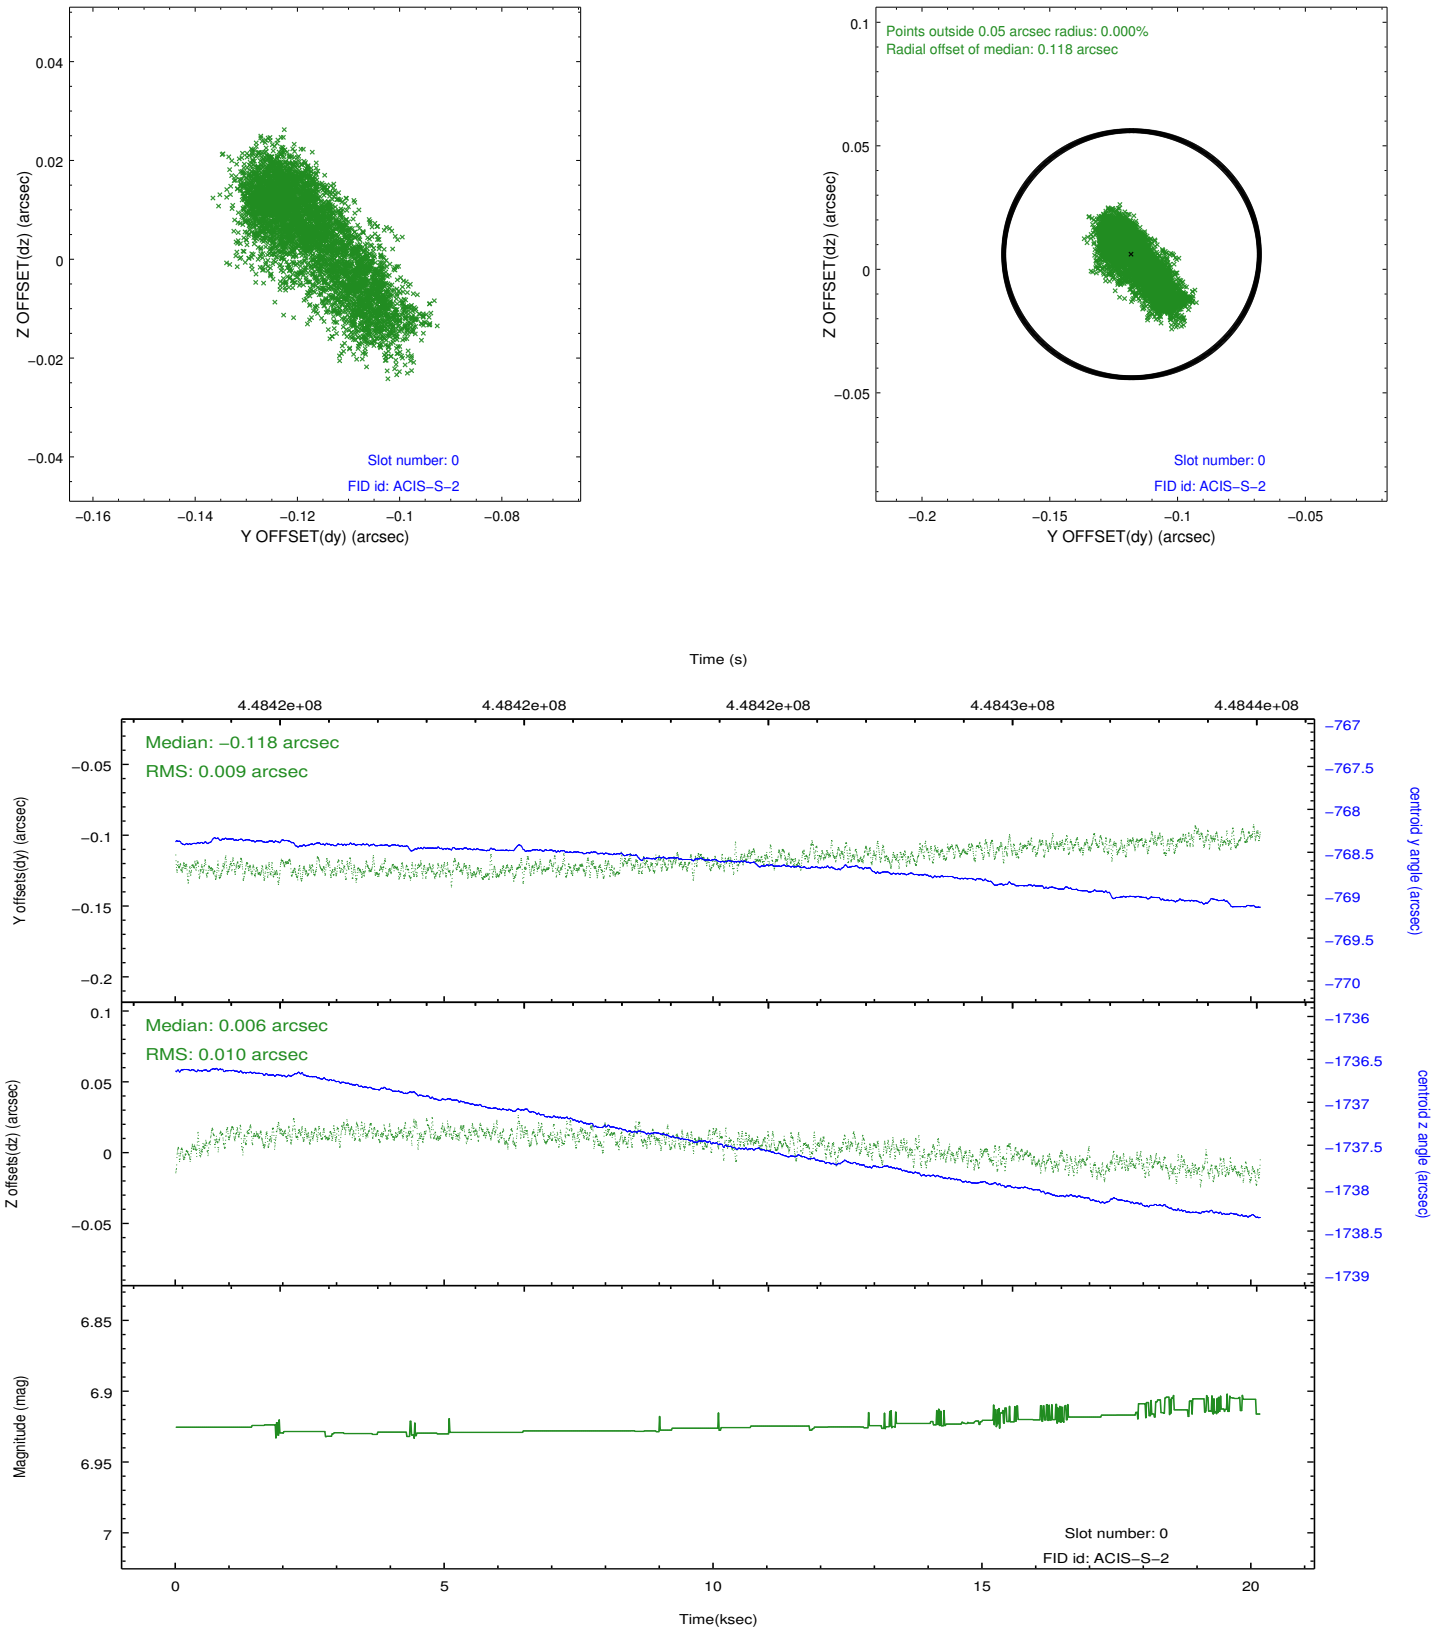 0.04
0.02
0
−0.02
−0.04
Z OFFSET(dz) (arcsec)
Slot number: 0
FID id: ACIS−S−2
−0.16
−0.14
−0.12
−0.1
−0.08
Y OFFSET(dy) (arcsec)
Points outside 0.05 arcsec radius: 0.000%
Radial offset of median: 0.118 arcsec
0.1
0.05
0
−0.05
Z OFFSET(dz) (arcsec)
Slot number: 0
FID id: ACIS−S−2
−0.2
−0.15
−0.1
−0.05
Y OFFSET(dy) (arcsec)
Time (s)
4.4842e+08
4.4842e+08
4.4842e+08
4.4843e+08
4.4844e+08
Median: −0.118 arcsec
RMS: 0.009 arcsec
−0.05
−0.1
−0.15
−0.2
Y offsets(dy) (arcsec)
−767
−767.5
−768
−768.5
−769
−769.5
−770
centroid y angle (arcsec)
Median: 0.006 arcsec
RMS: 0.010 arcsec
0.1
0.05
0
−0.05
Z offsets(dz) (arcsec)
−1736
−1736.5
−1737
−1737.5
−1738
−1738.5
−1739
centroid z angle (arcsec)
6.85
6.9
6.95
7
Magnitude (mag)
Slot number: 0
FID id: ACIS−S−2
0
5
10
15
20
Time(ksec)